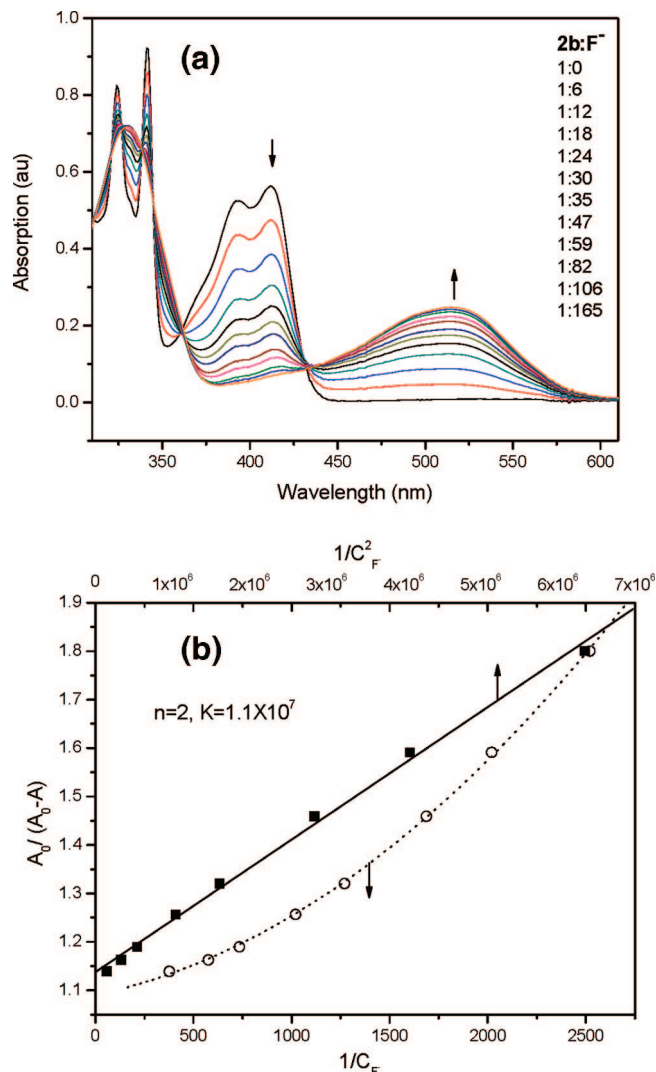 1.0
0.8
0.6
0.4
0.2
0.0
Absorption (au)
(a)
2b:F⁻
1:0
1:6
1:12
1:18
1:24
1:30
1:35
1:47
1:59
1:82
1:106
1:165
350 400 450 500 550 600
Wavelength (nm)
1/C²F⁻
0 1x10⁶ 2x10⁶ 3x10⁶ 4x10⁶ 5x10⁶ 6x10⁶ 7x10⁶
1.9
1.8
1.7
1.6
1.5
1.4
1.3
1.2
1.1
A₀/ (A₀-A)
(b)
n=2, K=1.1X10⁷
0 500 1000 1500 2000 2500
1/CF⁻